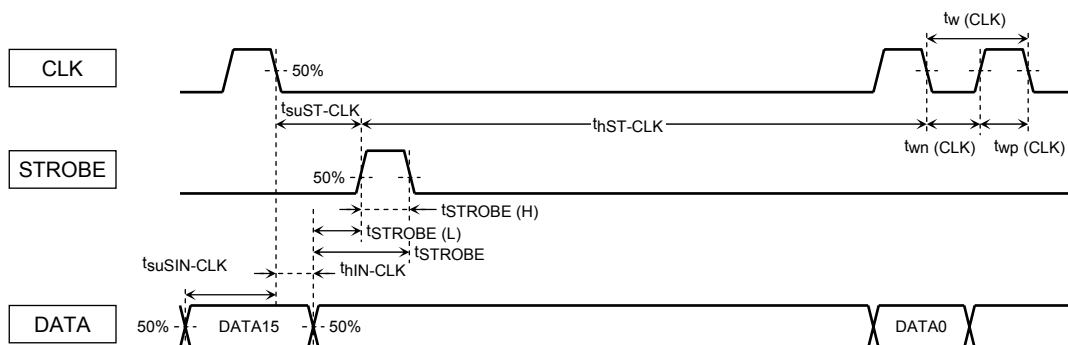 tw (CLK)
CLK
50%
tsuST-CLK
thST-CLK
twn (CLK)
twp (CLK)
STROBE
50%
tSTROBE (H)
tSTROBE (L)
tSTROBE
tsuSIN-CLK
thIN-CLK
DATA
50%
DATA15
50%
DATA0